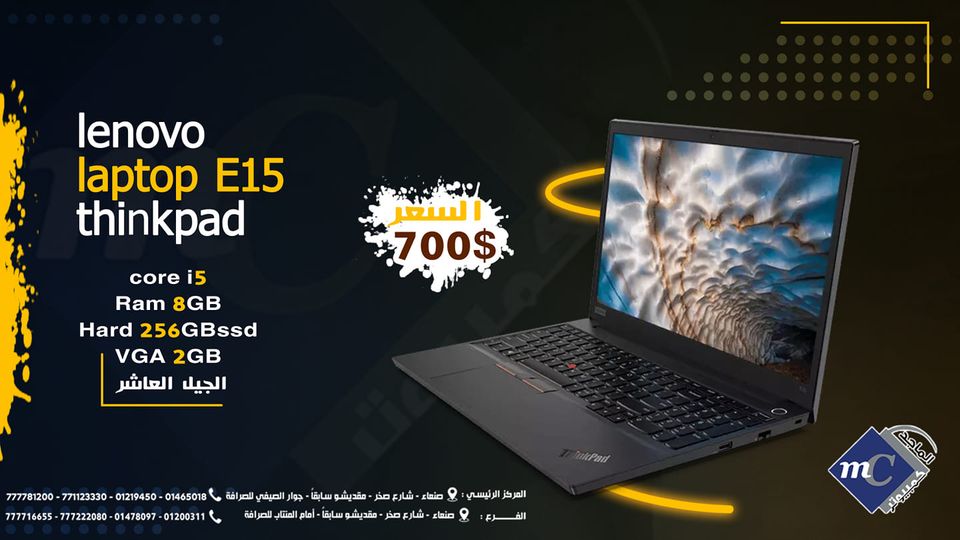 lenovo
laptop E15
thinkpad
core i5
Ram 8GB
Hard 256GBssd
VGA 2GB
الجيل العاشر
السعر
700$
ThinkPad
الماجد
mC
كمبيوتر
المركز الرئيسي : صنعاء - شارع صخر - مقديشو سابقاً - جوار الصيفي للصرافة 01465018 - 01219450 - 771123330 - 777781200
الفـــرع : صنعاء - شارع صخر - مقديشو سابقاً - أمام المنتاب للصرافة 01200311 - 01478097 - 777222080 - 777716655